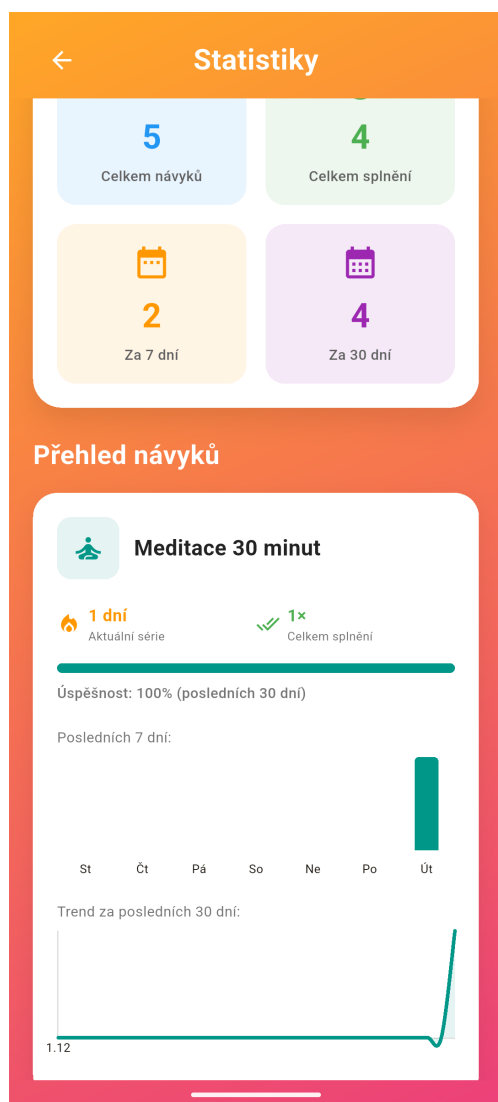 Statistiky
5
4
Celkem návyků
Celkem splnění
2
4
Za 7 dní
Za 30 dní
Přehled návyků
Meditace 30 minut
1 dní
1×
Aktuální série
Celkem splnění
Úspěšnost: 100% (posledních 30 dní)
Posledních 7 dní:
St Čt Pá So Ne Po Út
Trend za posledních 30 dní:
1.12